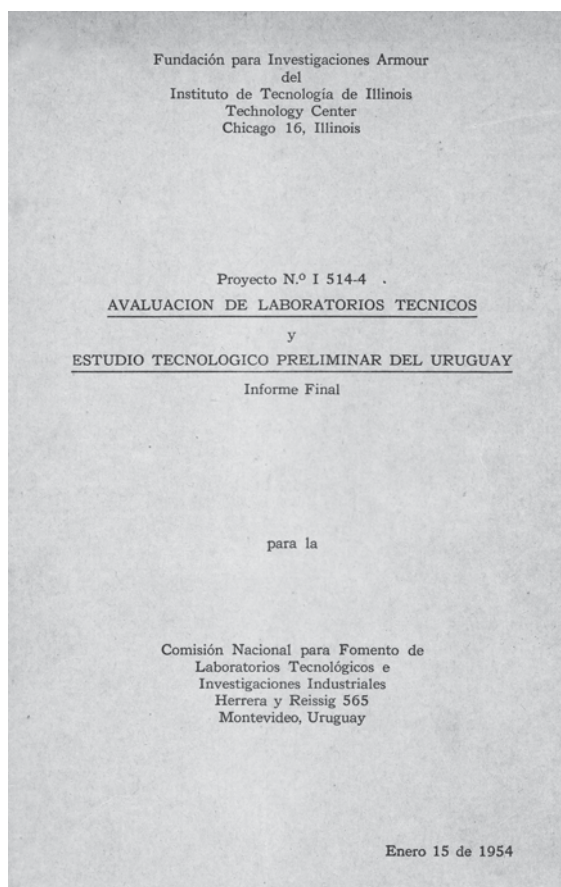 Fundación para Investigaciones Armour
del
Instituto de Tecnología de Illinois
Technology Center
Chicago 16, Illinois
Proyecto N.º I 514-4 .
AVALUACION DE LABORATORIOS TECNICOS
y
ESTUDIO TECNOLOGICO PRELIMINAR DEL URUGUAY
Informe Final
para la
Comisión Nacional para Fomento de
Laboratorios Tecnológicos e
Investigaciones Industriales
Herrera y Reissig 565
Montevideo, Uruguay
Enero 15 de 1954